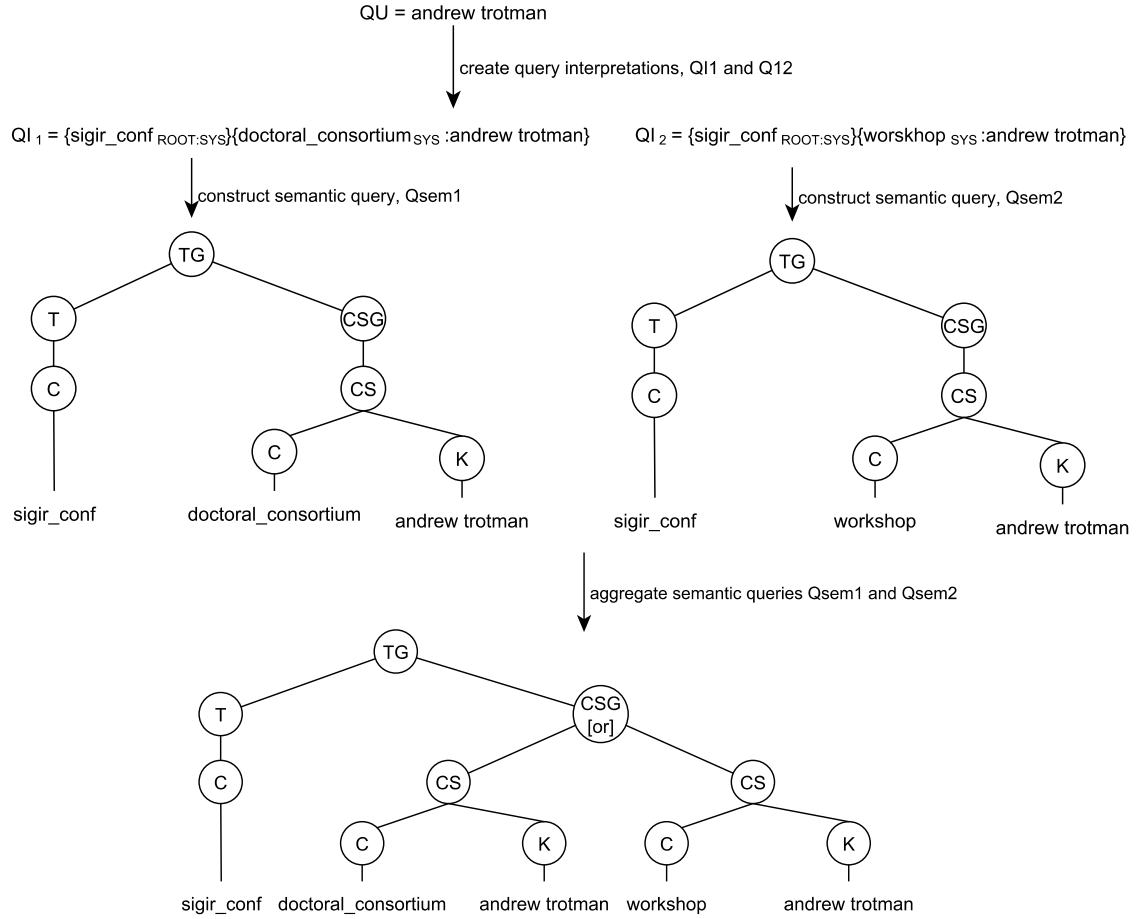 QU = andrew trotman
create query interpretations, QI1 and Q12
QI 1 = {sigir_conf ROOT:SYS}{doctoral_consortium SYS :andrew trotman}
QI 2 = {sigir_conf ROOT:SYS}{worskhop SYS :andrew trotman}
construct semantic query, Qsem1
construct semantic query, Qsem2
TG
TG
T
CSG
T
CSG
C
CS
C
CS
C
K
C
K
sigir_conf
doctoral_consortium
andrew trotman
sigir_conf
workshop
andrew trotman
aggregate semantic queries Qsem1 and Qsem2
TG
T
CSG
[or]
C
CS
CS
C
K
C
K
sigir_conf
doctoral_consortium
andrew trotman
workshop
andrew trotman